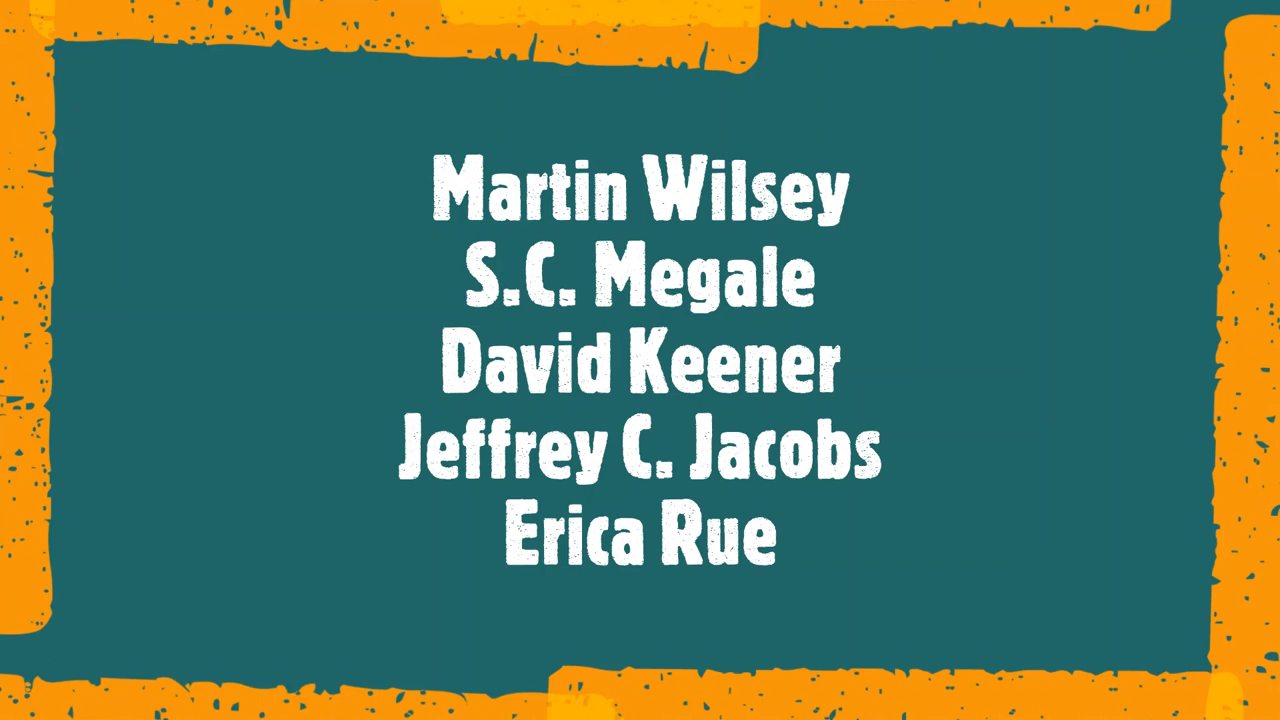 Martin Wilsey
S.C. Megale
David Keener
Jeffrey C. Jacobs
Erica Rue